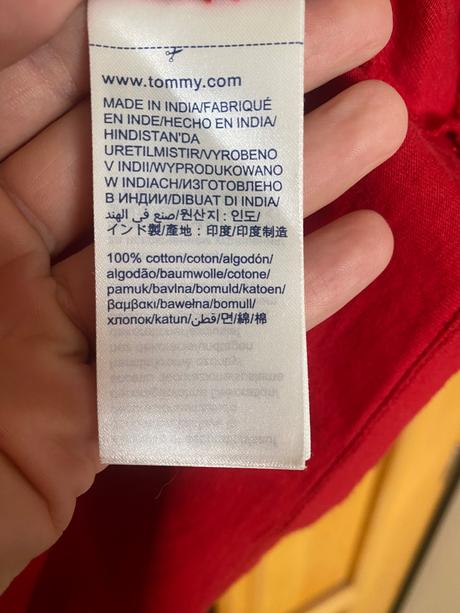 www.tommy.com
MADE IN INDIA/FABRIQUÉ
EN INDE/HECHO EN INDIA/
HINDISTAN'DA
URETILMISTIR/VYROBENO
V INDII/WYPRODUKOWANO
W INDIACH/ИЗГОТОВЛЕНО
В ИНДИИ/DIBUAT DI INDIA/
صنع في الهند/원산지 : 인도/
インド製/產地 : 印度/印度制造
100% cotton/coton/algodón/
algodão/baumwolle/cotone/
pamuk/bavlna/bomuld/katoen/
βαμβακι/bawełna/bomull/
хлопок/katun/قطن/면/綿/棉